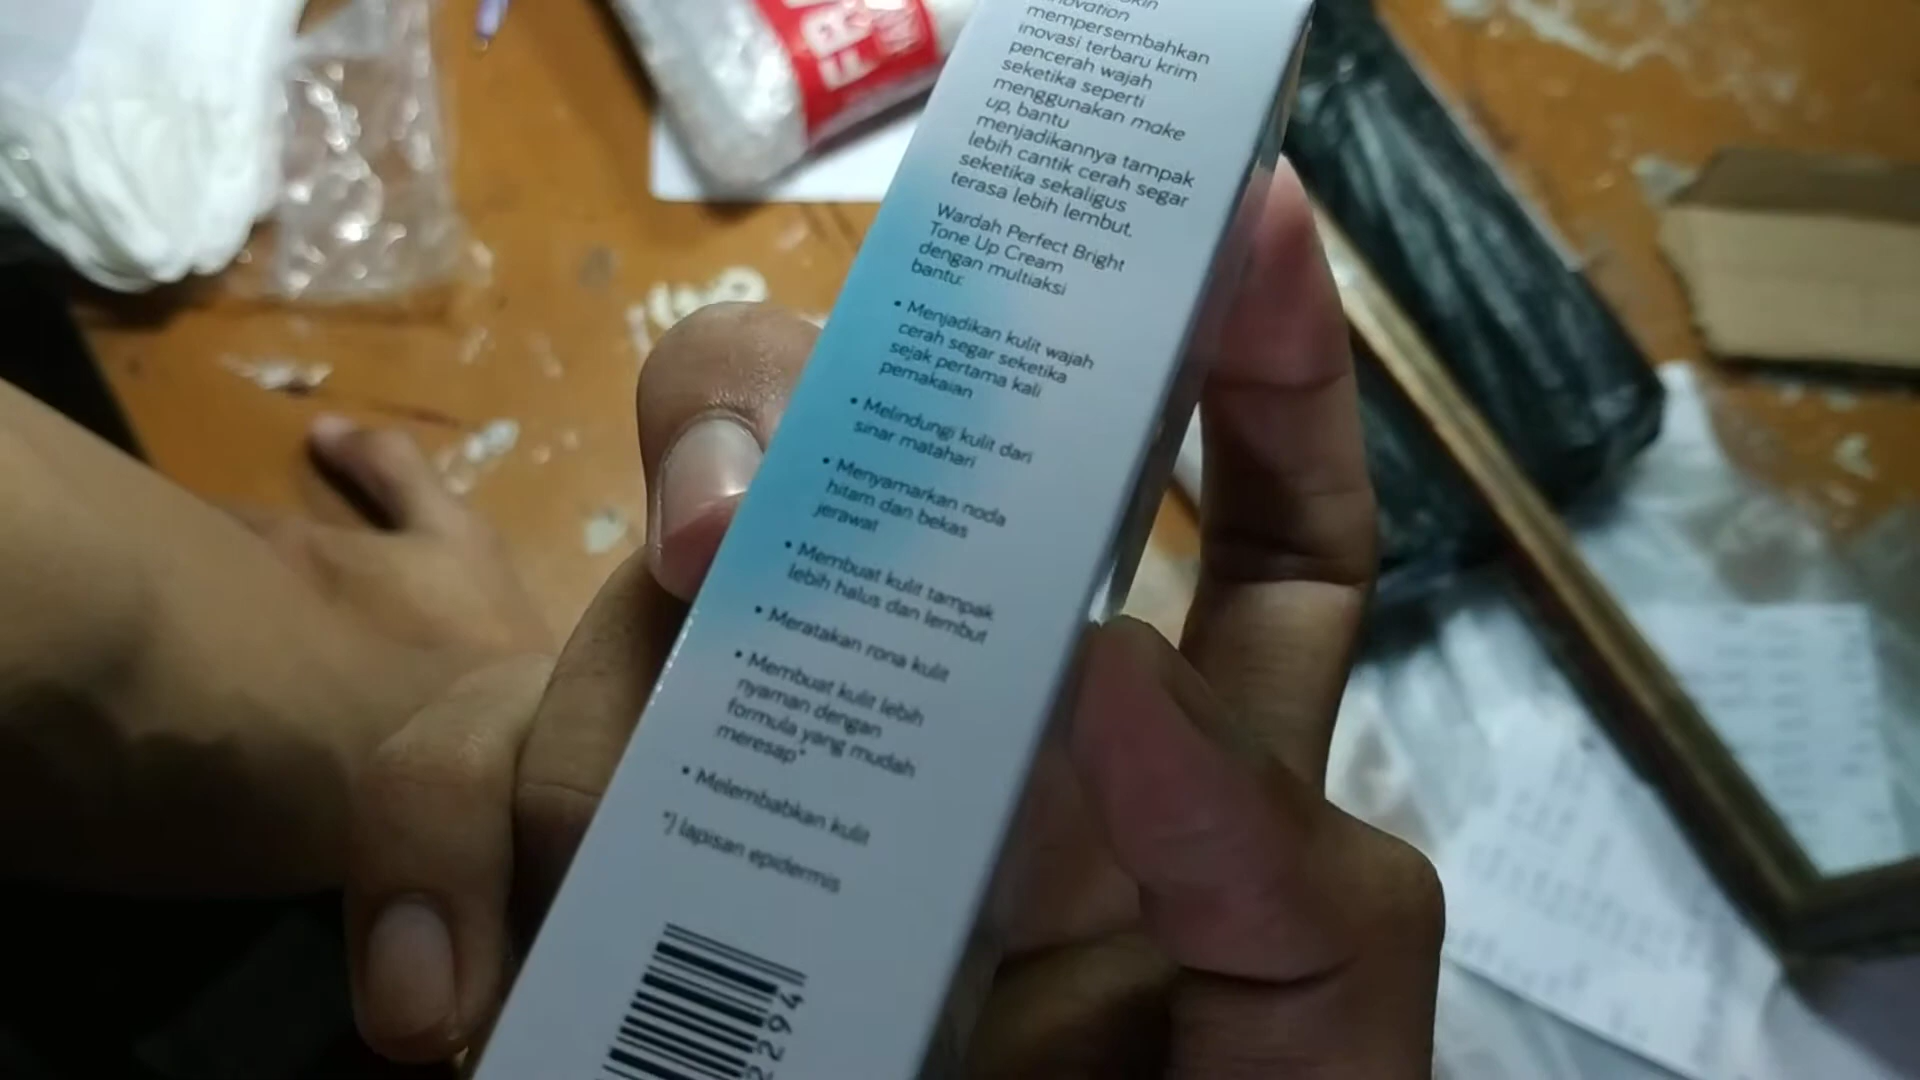 mempersembahkan
inovasi terbaru krim
pencerah wajah
seketika seperti
menggunakan make
up, bantu
menjadikannya tampak
lebih cantik cerah segar
seketika sekaligus
terasa lebih lembut.
Wardah Perfect Bright
Tone Up Cream
dengan multiaksi
bantu:
• Menjadikan kulit wajah
cerah segar seketika
sejak pertama kali
pemakaian
• Melindungi kulit dari
sinar matahari
• Menyamarkan noda
hitam dan bekas
jerawat
• Membuat kulit tampak
lebih halus dan lembut
• Meratakan rona kulit
• Membuat kulit lebih
nyaman dengan
formula yang mudah
meresap*
• Melembabkan kulit
*) lapisan epidermis
2294